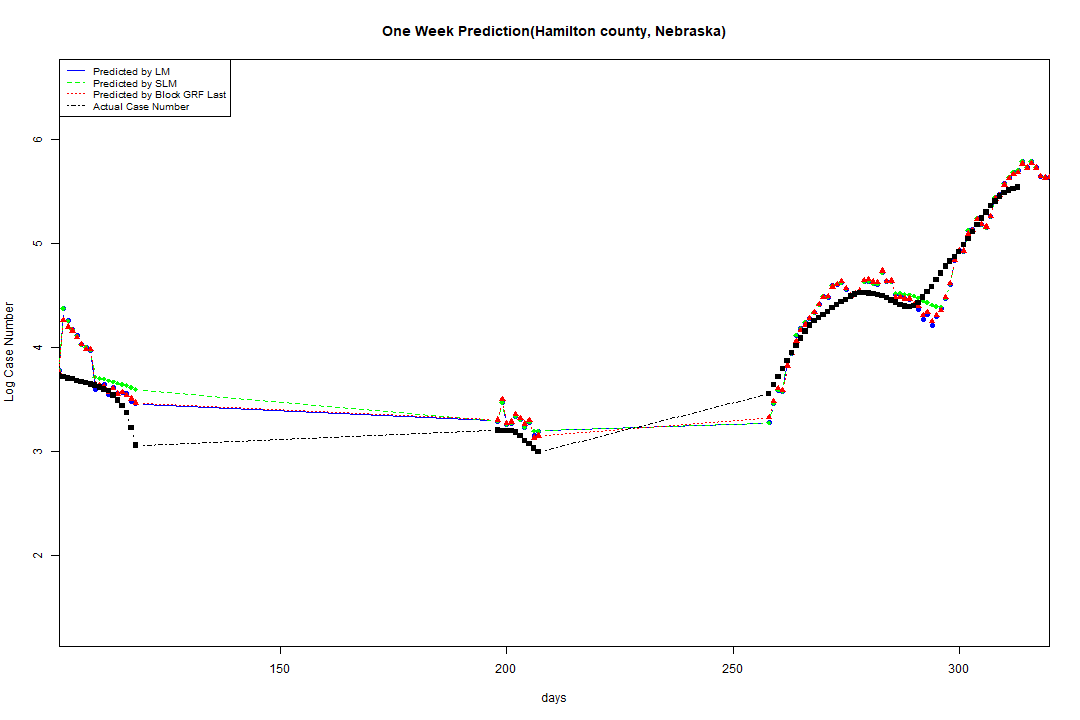 One Week Prediction(Hamilton county, Nebraska)
Predicted by LM
Predicted by SLM
Predicted by Block GRF Last
Actual Case Number
6
5
4
3
2
Log Case Number
150 200 250 300
days